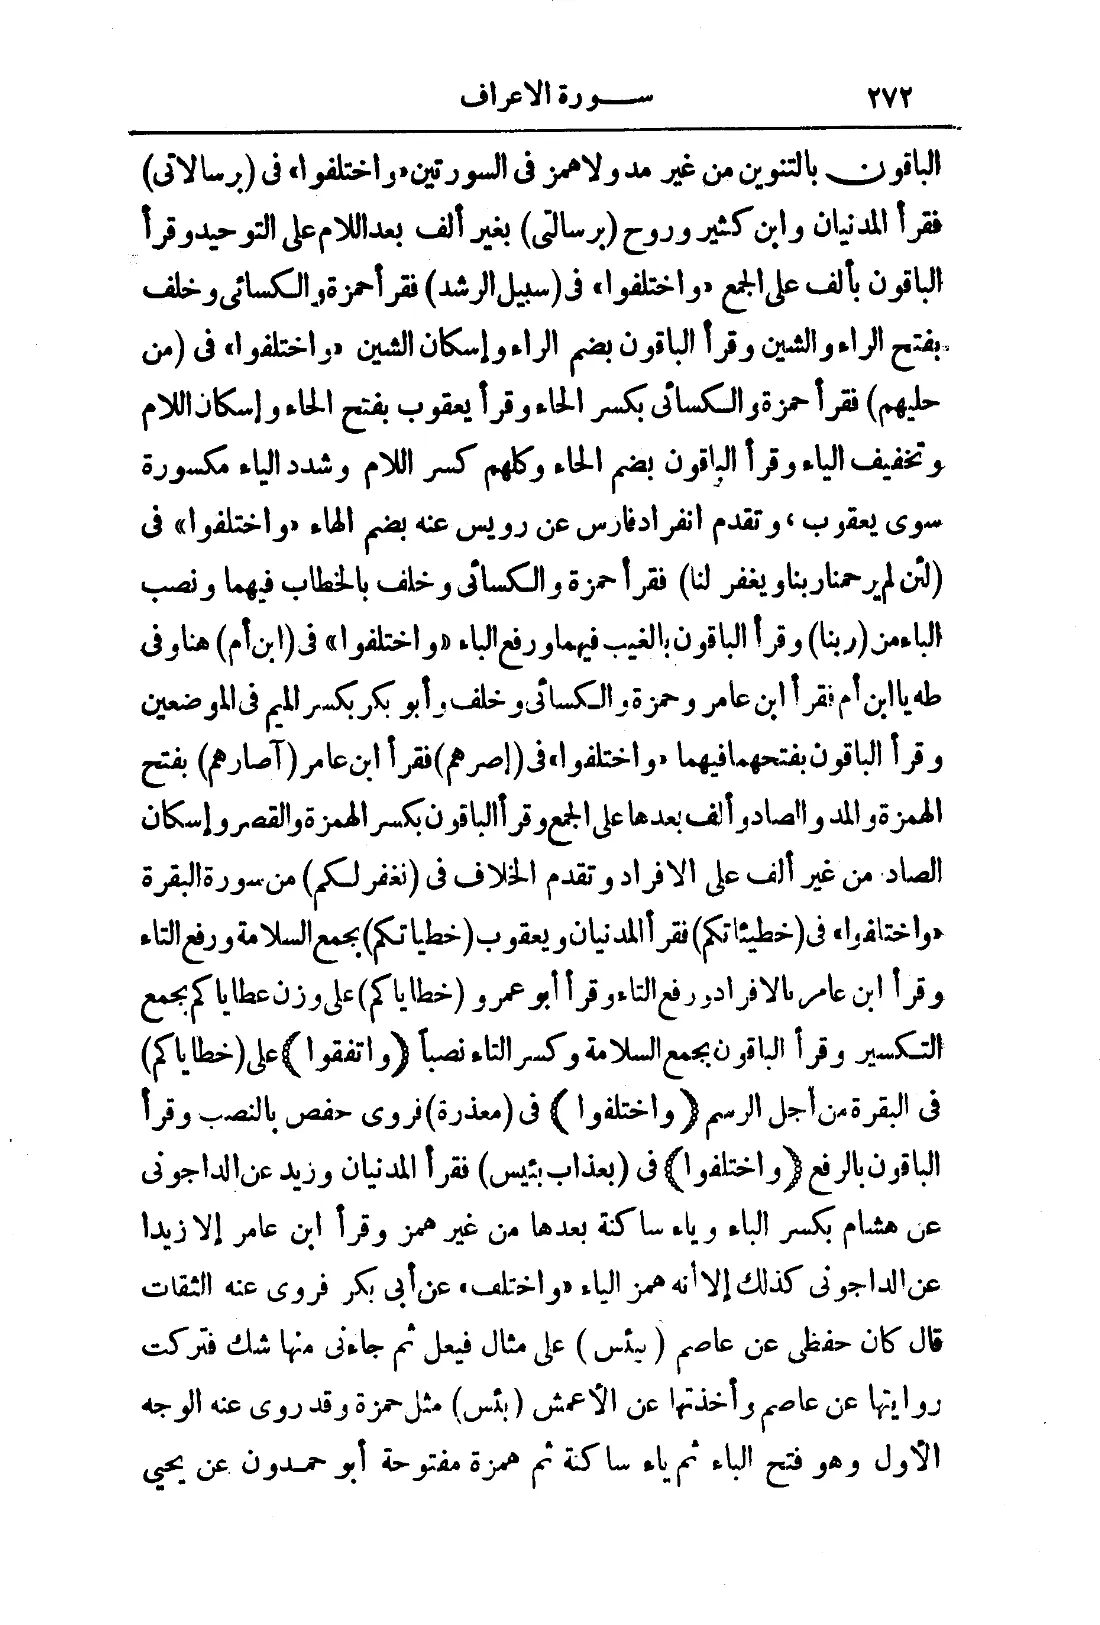 ٢٧٢ سورة الاعراف
الباقون بالتنوين من غير مد ولا همز فى السورتين «واختلفوا» فى (برسالاتى)
فقرأ المدنيان وابن كثير وروح (برسالتى) بغير ألف بعد اللام على التوحيد وقرأ
الباقون بألف على الجمع «واختلفوا» فى (سبيل الرشد) فقرأ حمزة والكسائى وخلف
بفتح الراء والشين وقرأ الباقون بضم الراء وإسكان الشين «واختلفوا» فى (من
حليهم) فقرأ حمزة والكسائى بكسر الحاء وقرأ يعقوب بفتح الحاء وإسكان اللام
وتخفيف الياء وقرأ الباقون بضم الحاء وكلهم كسر اللام وشدد الياء مكسورة
سوى يعقوب، وتقدم انفراد فارس عن رويس عنه بضم الهاء «واختلفوا» فى
(لئن لم يرحمنا ربنا ويغفر لنا) فقرأ حمزة والكسائى وخلف بالخطاب فيهما ونصب
الباء من (ربنا) وقرأ الباقون بالغيب فيهما ورفع الباء «واختلفوا» فى (ابن أم) هنا وفى
طه يا ابن أم فقرأ ابن عامر وحمزة والكسائى وخلف وأبو بكر بكسر الميم فى الموضعين
وقرأ الباقون بفتحهما فيهما «واختلفوا» فى (إصرهم) فقرأ ابن عامر (آصارهم) بفتح
الهمزة والمد والصاد وألف بعدها على الجمع وقرأ الباقون بكسر الهمزة والقصر وإسكان
الصاد من غير ألف على الافراد وتقدم الخلاف فى (نغفر لكم) من سورة البقرة
«واختلفوا» فى (خطيئاتكم) فقرأ المدنيان ويعقوب (خطياتكم) بجمع السلامة ورفع التاء
وقرأ ابن عامر بالافراد ورفع التاء وقرأ أبو عمرو (خطاياكم) على وزن عطاياكم بجمع
التكسير وقرأ الباقون بجمع السلامة وكسر التاء نصباً (واتفقوا) على (خطاياكم)
فى البقرة من أجل الرسم (واختلفوا) فى (معذرة) فروى حفص بالنصب وقرأ
الباقون بالرفع (واختلفوا) فى (بعذاب بئيس) فقرأ المدنيان وزيد عن الداجونى
عن هشام بكسر الباء وياء ساكنة بعدها من غير همز وقرأ ابن عامر إلا زيدا
عن الداجونى كذلك إلا أنه همز الياء «واختلف» عن أبى بكر فروى عنه الثقات
قال كان حفظى عن عاصم (بيئس) على مثال فيعل ثم جاءنى منها شك فتركت
روايتها عن عاصم وأخذتها عن الأعمش (بئس) مثل حمزة وقد روى عنه الوجه
الأول وهو فتح الباء ثم ياء ساكنة ثم همزة مفتوحة أبو حمدون عن يحيى